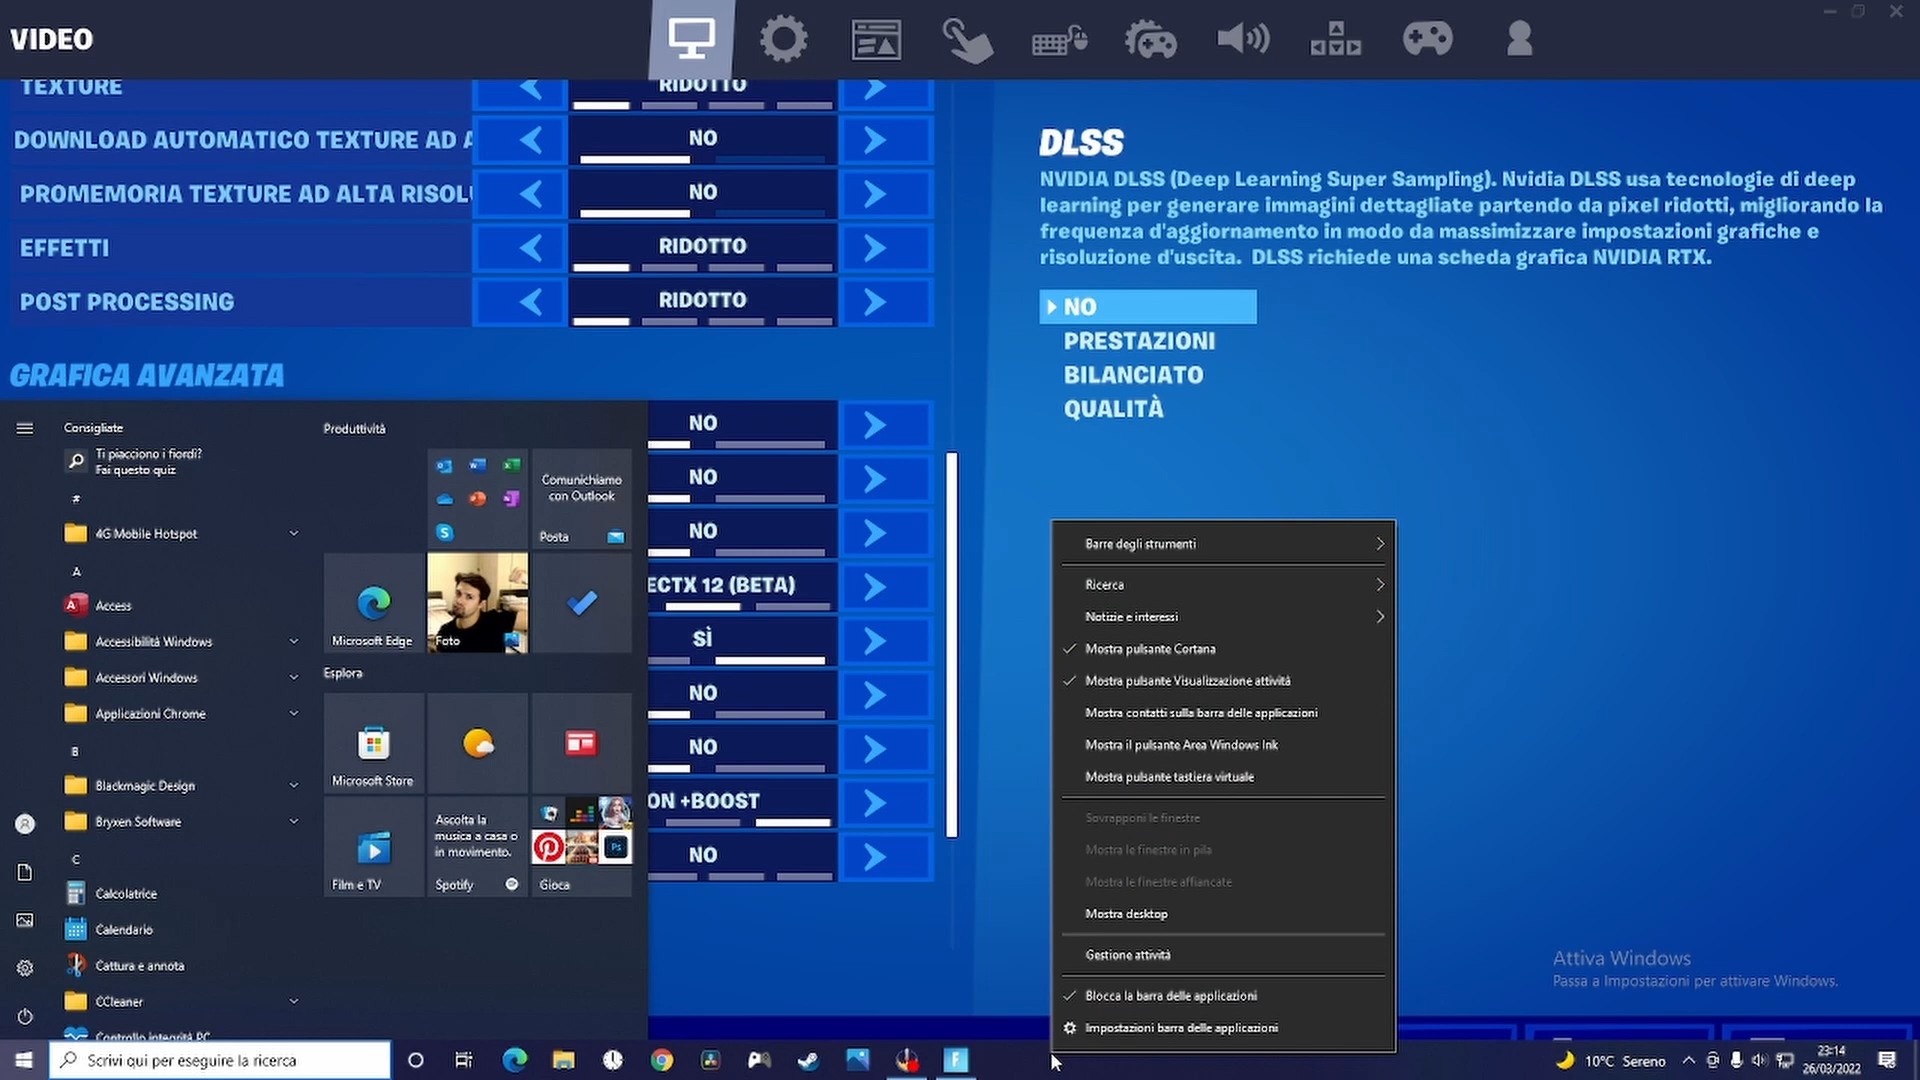 VIDEO
TEXTURE
RIDOTTO
DOWNLOAD AUTOMATICO TEXTURE AD A
NO
PROMEMORIA TEXTURE AD ALTA RISOL
NO
EFFETTI
RIDOTTO
POST PROCESSING
RIDOTTO
GRAFICA AVANZATA
NO
NO
NO
ECTX 12 (BETA)
SÌ
NO
NO
ON +BOOST
NO
DLSS
NVIDIA DLSS (Deep Learning Super Sampling). Nvidia DLSS usa tecnologie di deep
learning per generare immagini dettagliate partendo da pixel ridotti, migliorando la
frequenza d'aggiornamento in modo da massimizzare impostazioni grafiche e
risoluzione d'uscita. DLSS richiede una scheda grafica NVIDIA RTX.
NO
PRESTAZIONI
BILANCIATO
QUALITÀ
Consigliate
Ti piacciono i fiordi?
Fai questo quiz
#
4G Mobile Hotspot
A
Access
Accessibilità Windows
Accessori Windows
Applicazioni Chrome
B
Blackmagic Design
Bryxen Software
C
Calcolatrice
Calendario
Cattura e annota
CCleaner
Controllo integrità PC
Produttività
Comunichiamo
con Outlook
Posta
Microsoft Edge
Foto
Esplora
Microsoft Store
Film e TV
Ascolta la
musica a casa o
in movimento.
Spotify
Ps
Gioca
Barre degli strumenti
Ricerca
Notizie e interessi
Mostra pulsante Cortana
Mostra pulsante Visualizzazione attività
Mostra contatti sulla barra delle applicazioni
Mostra il pulsante Area Windows Ink
Mostra pulsante tastiera virtuale
Sovrapponi le finestre
Mostra le finestre in pila
Mostra le finestre affiancate
Mostra desktop
Gestione attività
Blocca la barra delle applicazioni
Impostazioni barra delle applicazioni
Attiva Windows
Passa a Impostazioni per attivare Windows.
Scrivi qui per eseguire la ricerca
F
10°C Sereno
23:14
26/03/2022